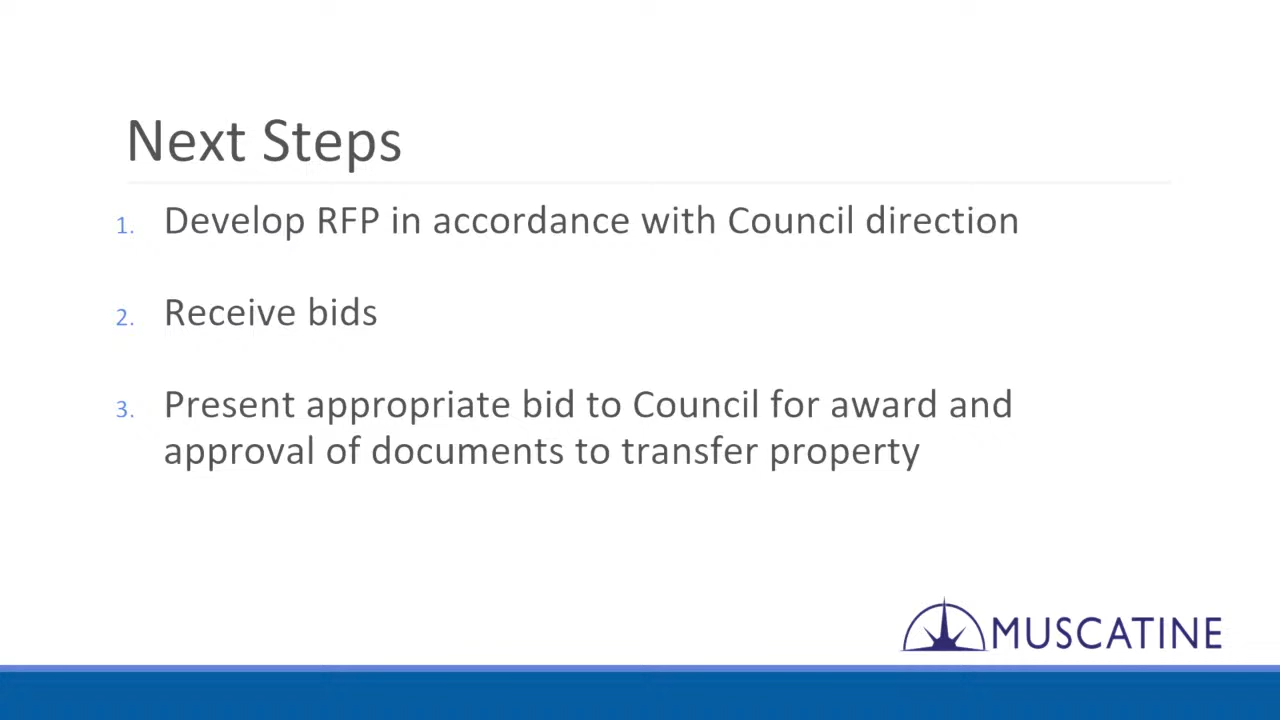 Next Steps
1. Develop RFP in accordance with Council direction
2. Receive bids
3. Present appropriate bid to Council for award and
approval of documents to transfer property
MUSCATINE